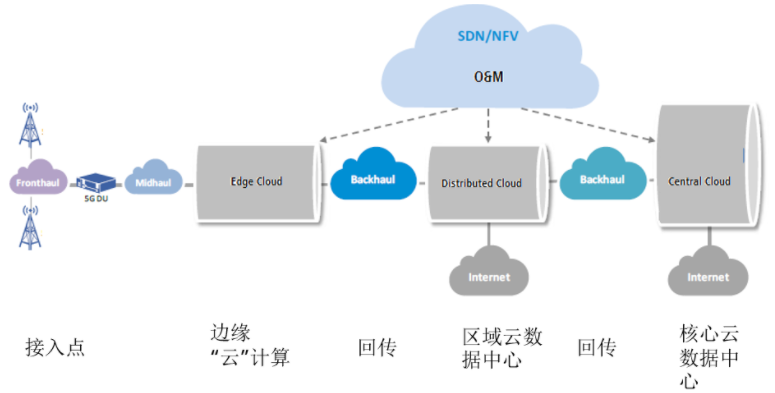 SDN/NFV
O&M
Fronthaul
5G DU
Midhaul
Edge Cloud
Backhaul
Distributed Cloud
Backhaul
Central Cloud
Internet
Internet
接入点
边缘
“云”计算
回传
区域云数
据中心
回传
核心云
数据中
心